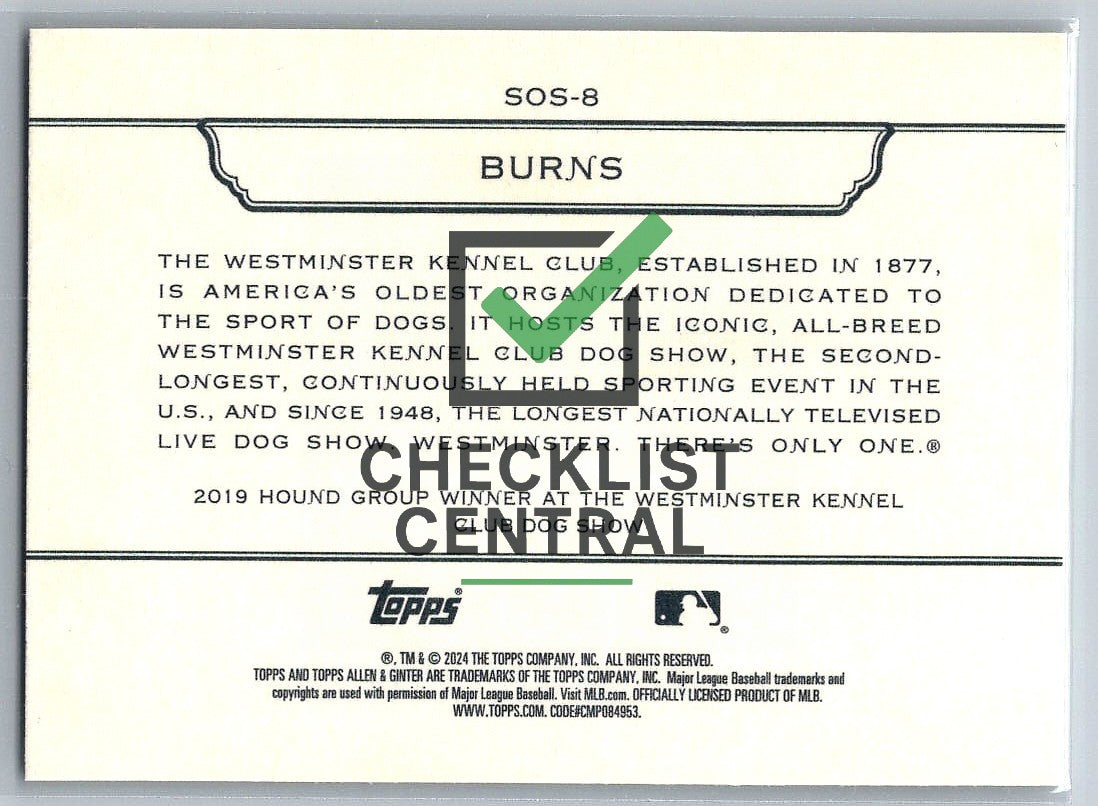 SOS-8
BURNS
THE WESTMINSTER KENNEL CLUB, ESTABLISHED IN 1877,
IS AMERICA'S OLDEST ORGANIZATION DEDICATED TO
THE SPORT OF DOGS. IT HOSTS THE ICONIC, ALL-BREED
WESTMINSTER KENNEL CLUB DOG SHOW, THE SECOND-
LONGEST, CONTINUOUSLY HELD SPORTING EVENT IN THE
U.S., AND SINCE 1948, THE LONGEST NATIONALLY TELEVISED
LIVE DOG SHOW. WESTMINSTER. THERE'S ONLY ONE.®
CHECKLIST
2019 HOUND GROUP WINNER AT THE WESTMINSTER KENNEL
CLUB DOG SHOW
CENTRAL
TOPPS®
®
®, TM & © 2024 THE TOPPS COMPANY, INC. ALL RIGHTS RESERVED.
TOPPS AND TOPPS ALLEN & GINTER ARE TRADEMARKS OF THE TOPPS COMPANY, INC. Major League Baseball trademarks and
copyrights are used with permission of Major League Baseball. Visit MLB.com. OFFICIALLY LICENSED PRODUCT OF MLB.
WWW.TOPPS.COM. CODE#CMP084953.